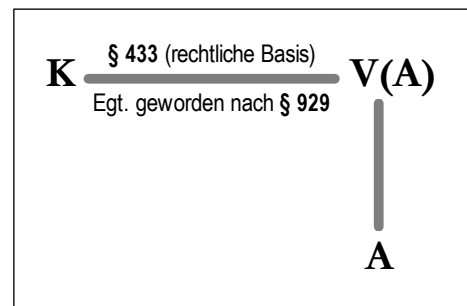 § 433 (rechtliche Basis)
K V(A)
Egt. geworden nach § 929
A